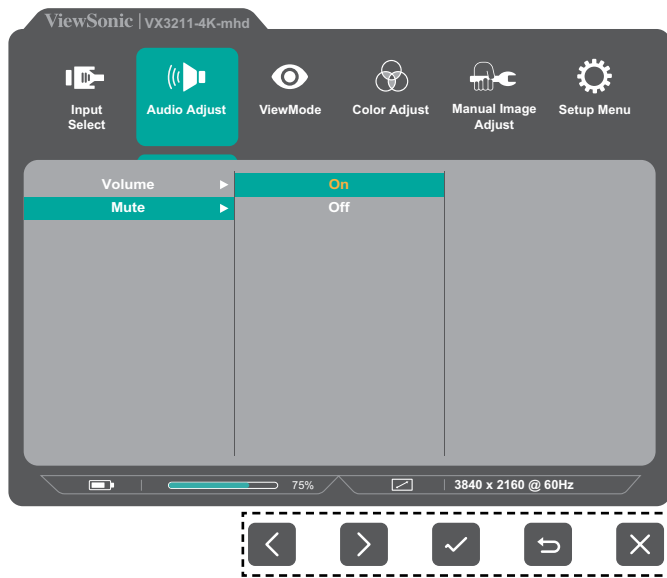 ViewSonic | VX3211-4K-mhd
Input
Select
Audio Adjust
ViewMode
Color Adjust
Manual Image
Adjust
Setup Menu
Volume
On
Mute
Off
75%
3840 x 2160 @ 60Hz